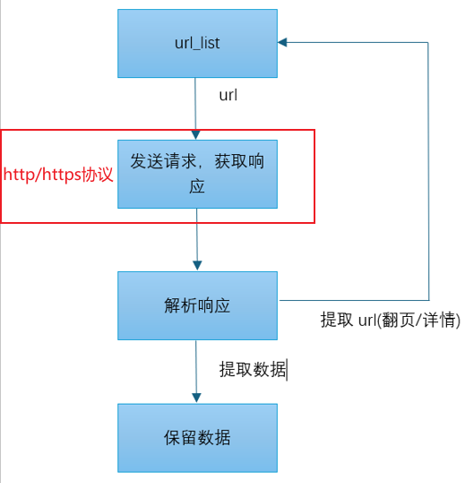 url_list
url
http/https协议
发送请求，获取响
应
解析响应
提取 url(翻页/详情)
提取数据
保留数据